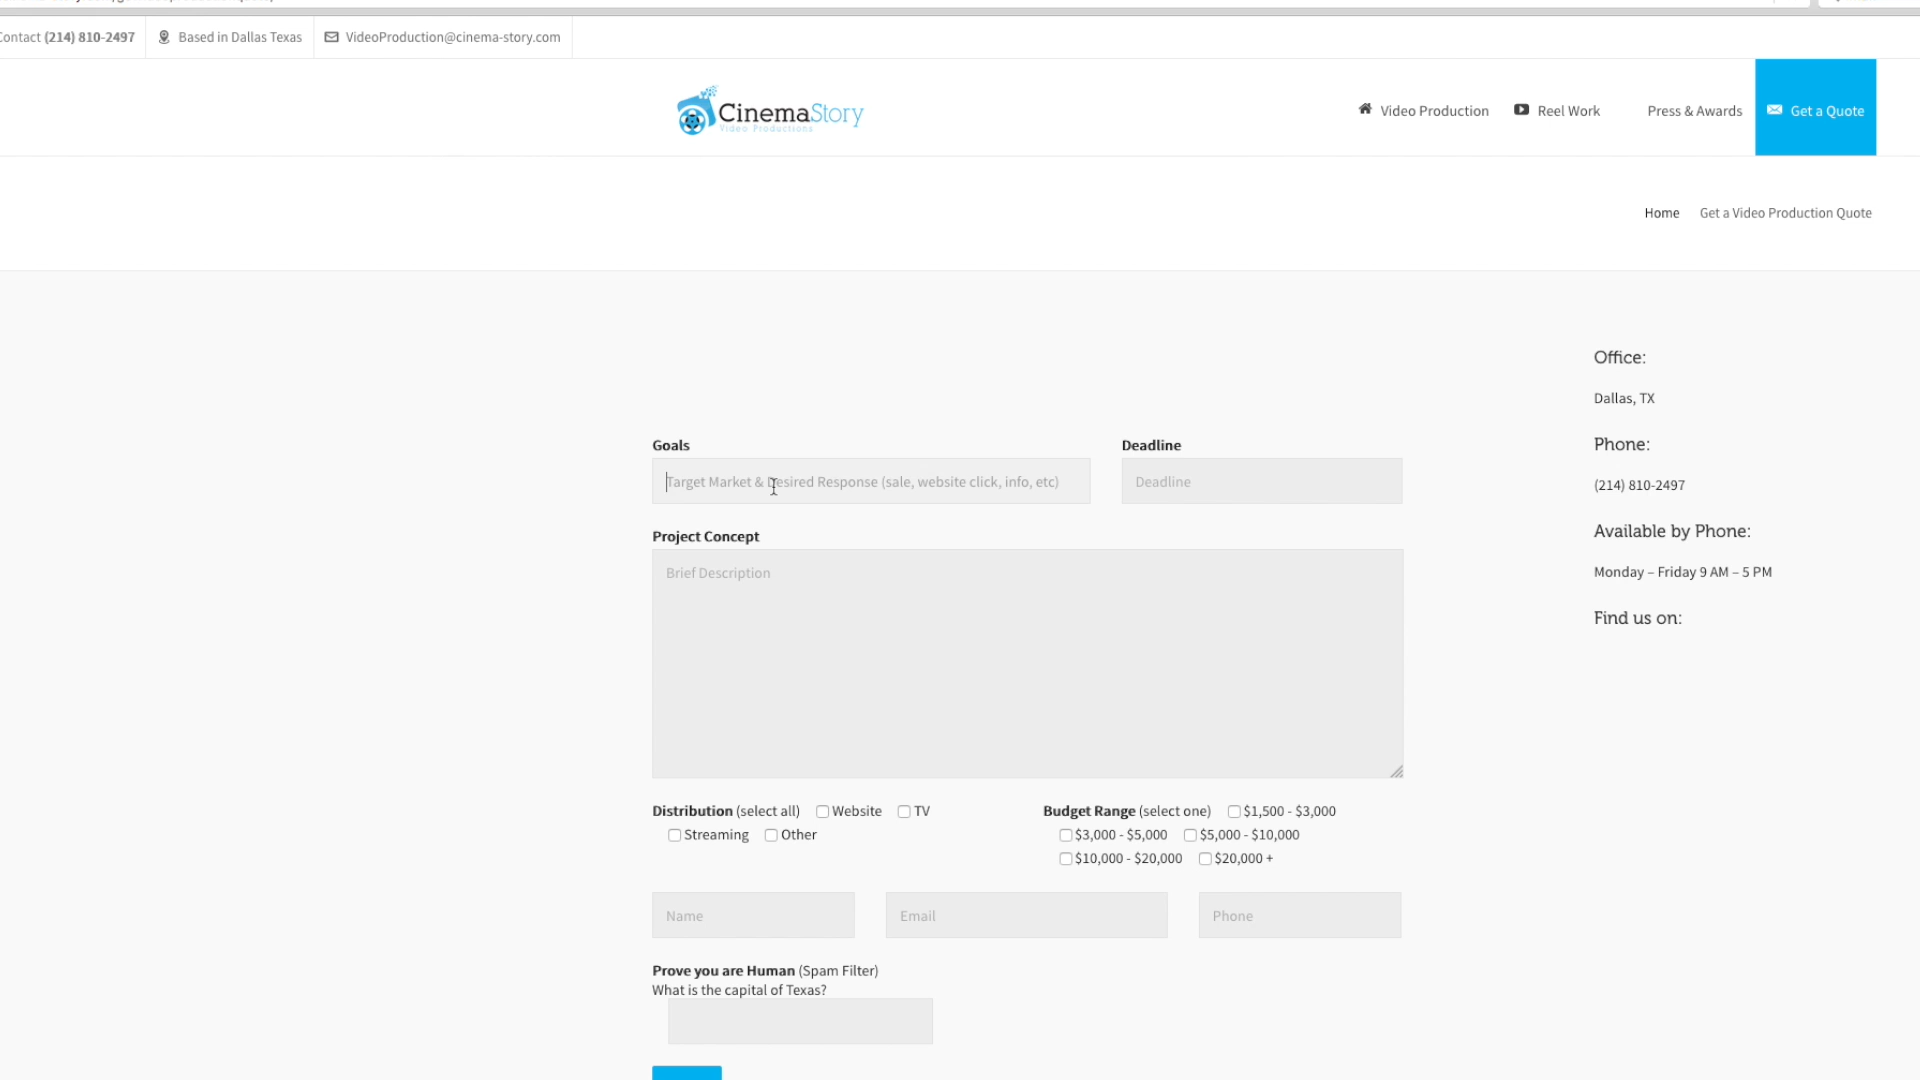 Contact (214) 810-2497
Based in Dallas Texas
VideoProduction@cinema-story.com
CinemaStory
Video Productions
Video Production
Reel Work
Press & Awards
Get a Quote
Home
Get a Video Production Quote
Office:
Dallas, TX
Phone:
(214) 810-2497
Available by Phone:
Monday – Friday 9 AM – 5 PM
Find us on:
Goals
Target Market & Desired Response (sale, website click, info, etc)
Deadline
Deadline
Project Concept
Brief Description
Distribution (select all) Website TV
Streaming Other
Budget Range (select one) $1,500 - $3,000
$3,000 - $5,000 $5,000 - $10,000
$10,000 - $20,000 $20,000 +
Name
Email
Phone
Prove you are Human (Spam Filter)
What is the capital of Texas?